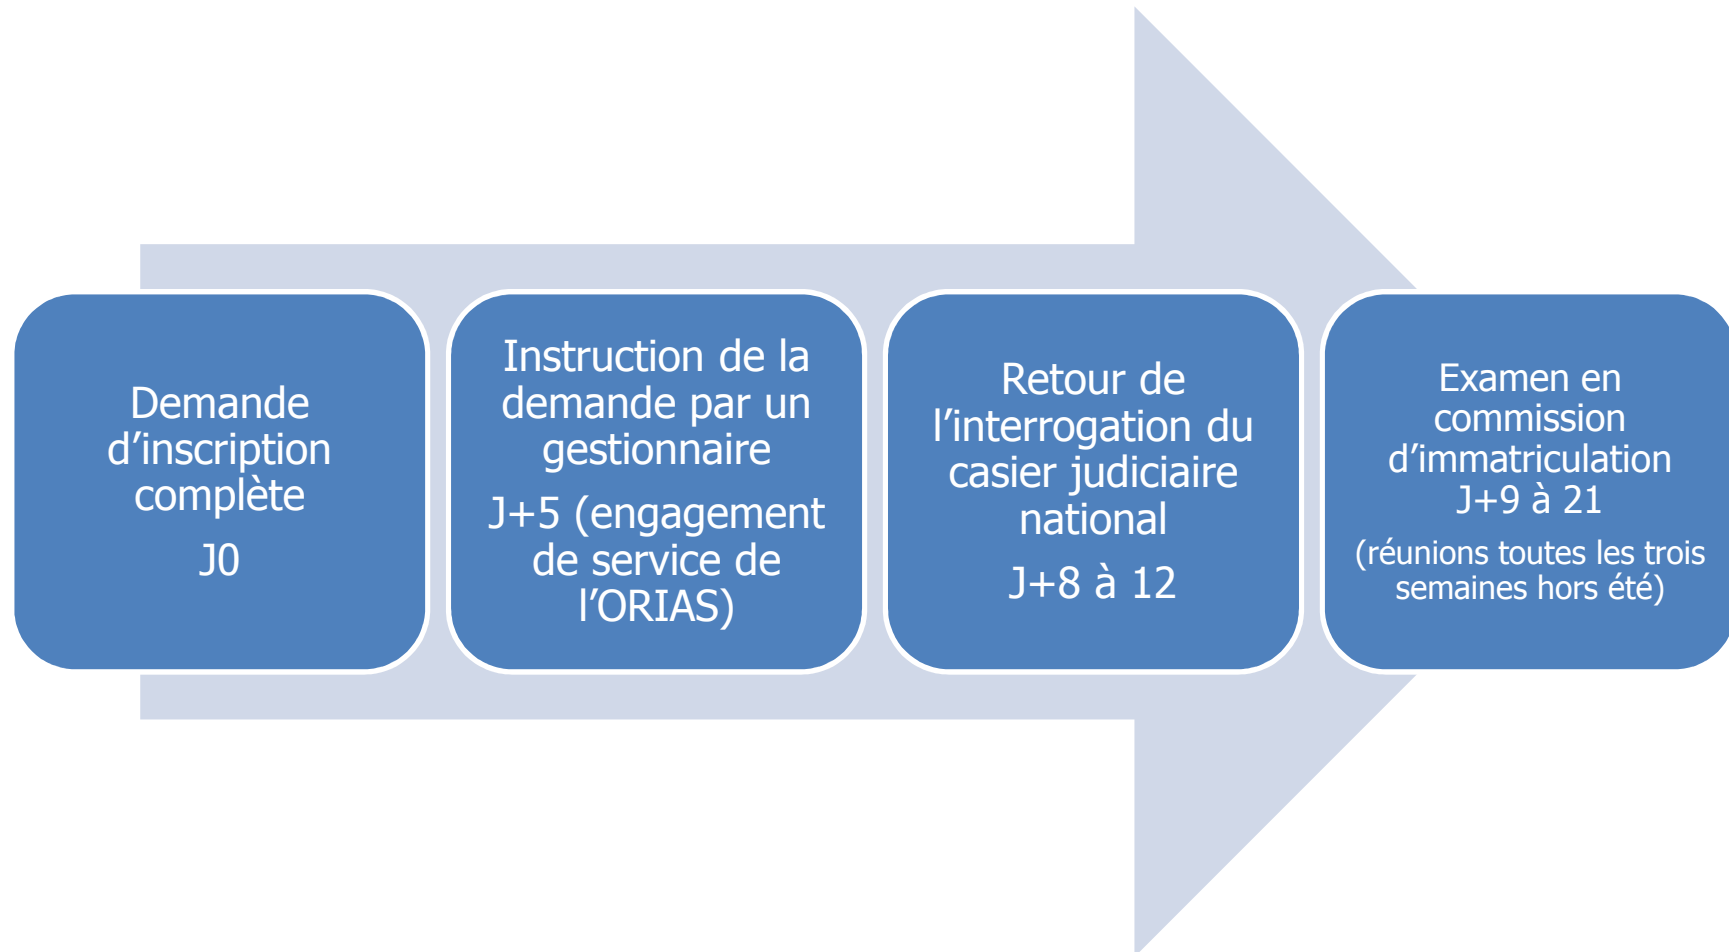 Demande
d’inscription
complète
J0
Instruction de la
demande par un
gestionnaire
J+5 (engagement
de service de
l’ORIAS)
Retour de
l’interrogation du
casier judiciaire
national
J+8 à 12
Examen en
commission
d’immatriculation
J+9 à 21
(réunions toutes les trois
semaines hors été)